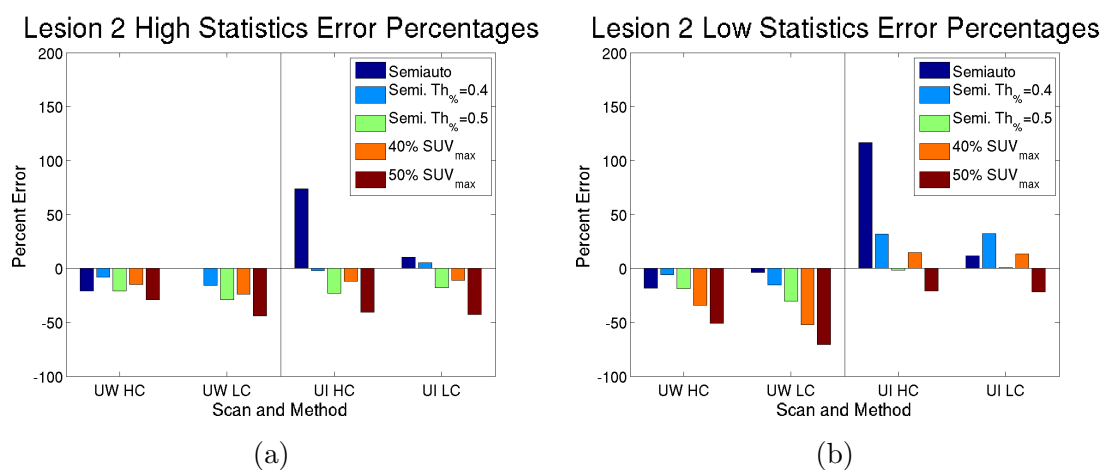 Lesion 2 High Statistics Error Percentages
200
150
100
50
0
-50
-100
Percent Error
Semiauto
Semi. Th%=0.4
Semi. Th%=0.5
40% SUVmax
50% SUVmax
UW HC UW LC UI HC UI LC
Scan and Method
(a)
Lesion 2 Low Statistics Error Percentages
200
150
100
50
0
-50
-100
Percent Error
Semiauto
Semi. Th%=0.4
Semi. Th%=0.5
40% SUVmax
50% SUVmax
UW HC UW LC UI HC UI LC
Scan and Method
(b)